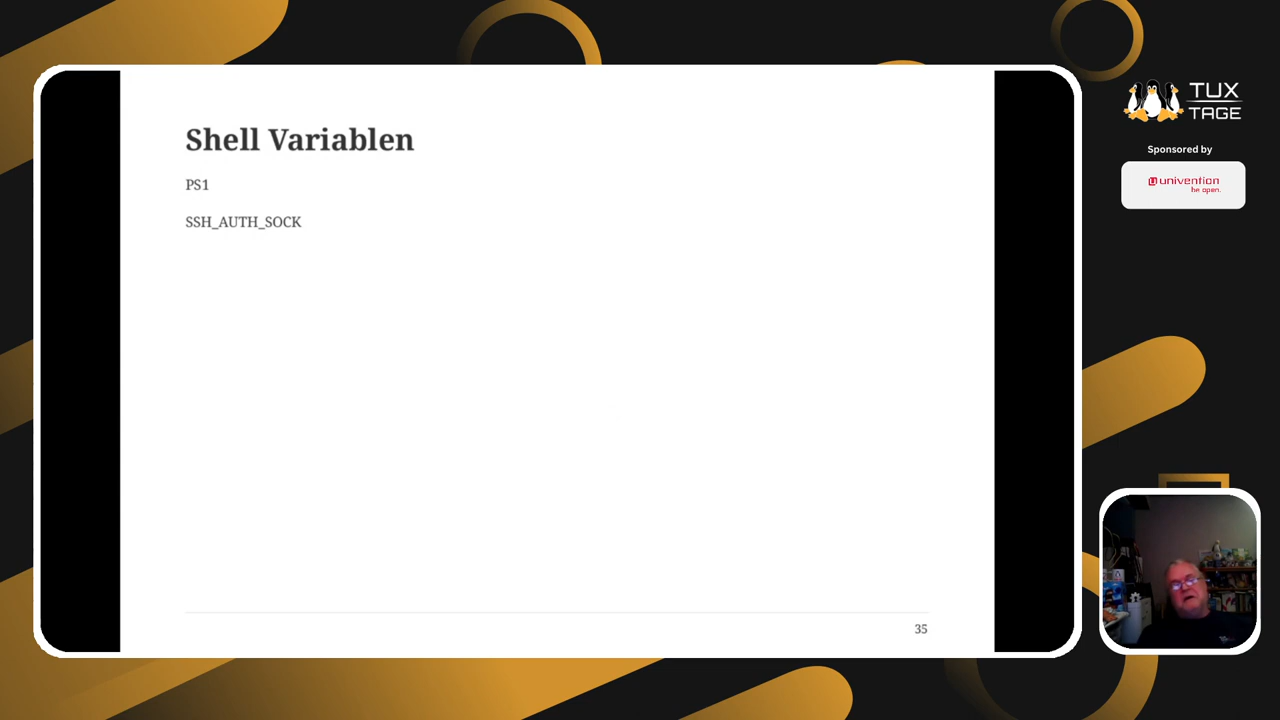 Shell Variablen
PS1
SSH_AUTH_SOCK
35
TUX
TAGE
Sponsored by
univention
be open.